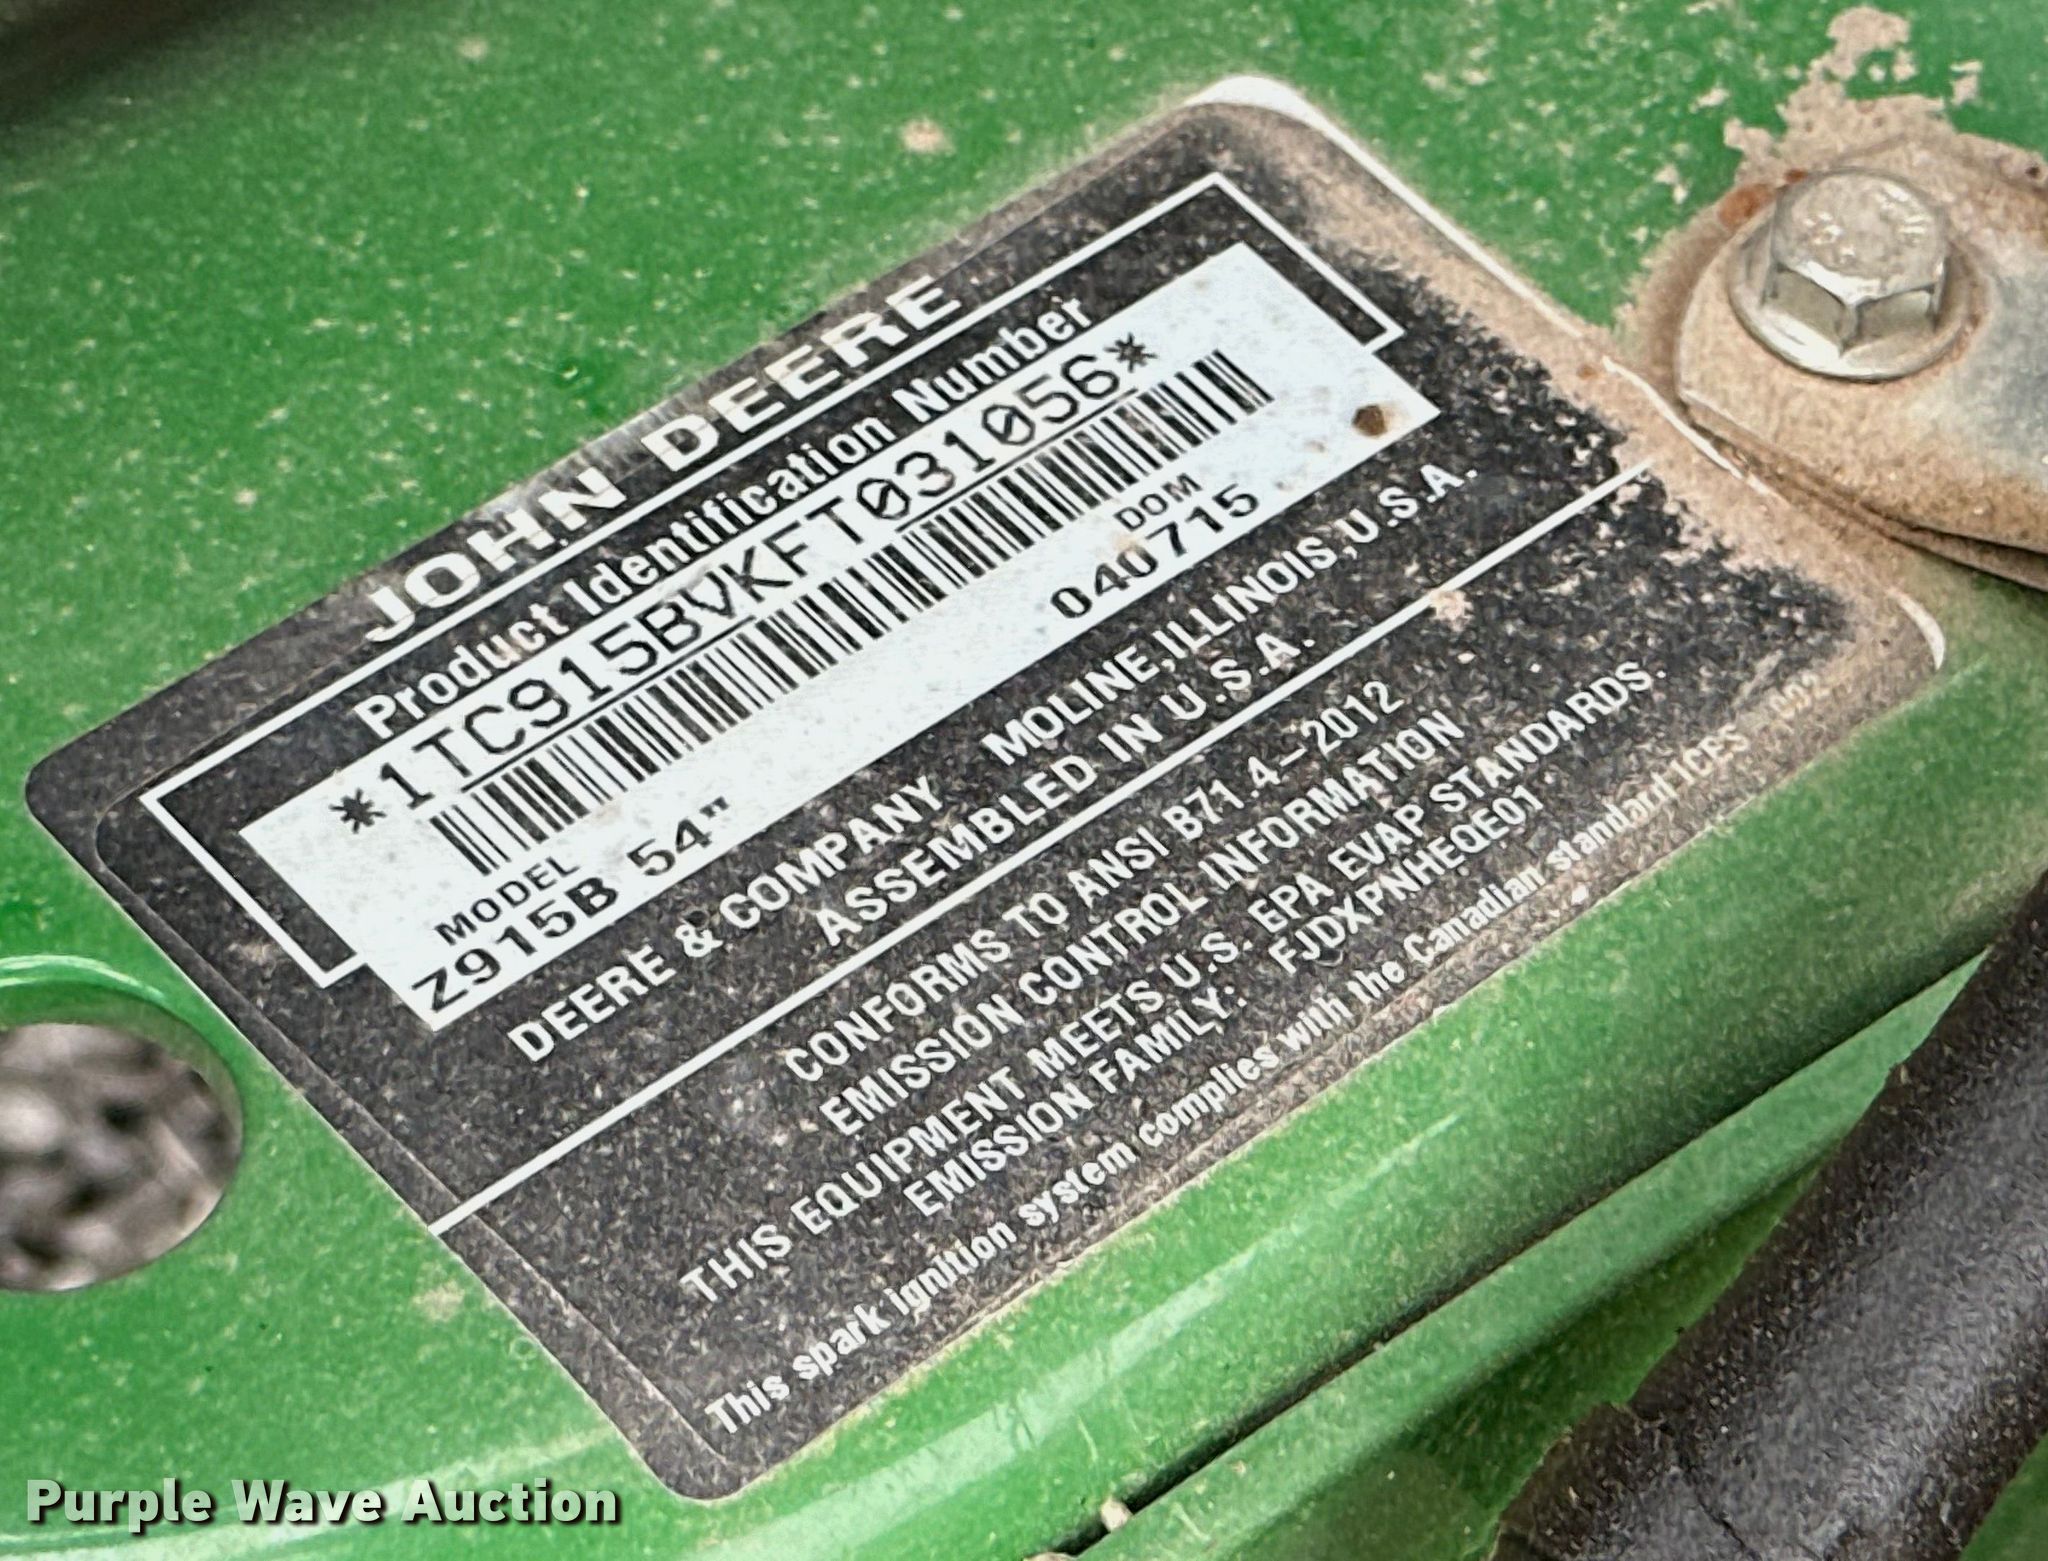 JOHN DEERE
Product Identification Number
*1TC915BVKFT031056*
MODEL DOM
Z915B 54" 040715
DEERE & COMPANY MOLINE, ILLINOIS, U.S.A.
ASSEMBLED IN U.S.A.
CONFORMS TO ANSI B71.4-2012
EMISSION CONTROL INFORMATION
THIS EQUIPMENT MEETS U.S. EPA EVAP STANDARDS.
EMISSION FAMILY: FJDXPNHEQE01
This spark ignition system complies with the Canadian standard ICES-002
Purple Wave Auction